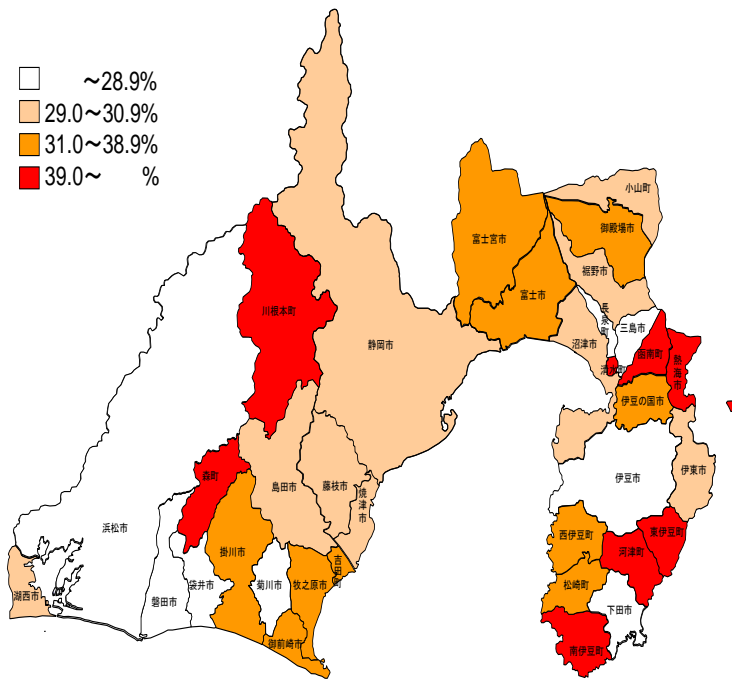 ～28.9%
29.0～30.9%
31.0～38.9%
39.0～ %
小山町
御殿場市
富士宮市
裾野市
富士市
長泉町
三島市
川根本町
静岡市
沼津市
函南町
熱海市
清水町
伊豆の国市
森町
島田市
藤枝市
焼津市
伊東市
伊豆市
浜松市
掛川市
西伊豆町
東伊豆町
河津町
吉田町
湖西市
磐田市
袋井市
菊川市
牧之原市
松崎町
下田市
御前崎市
南伊豆町